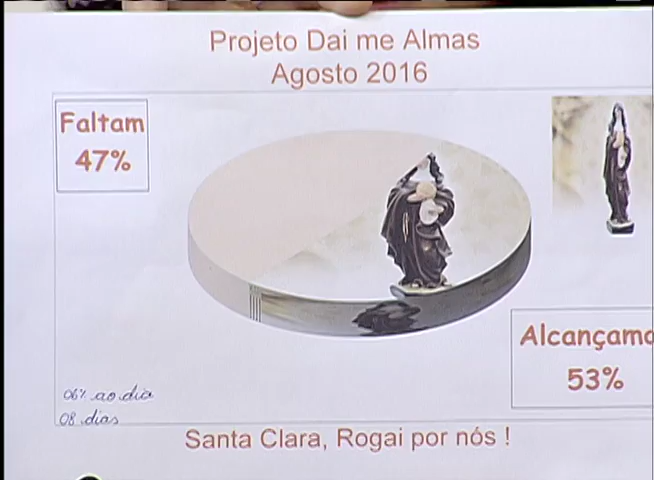 Projeto Dai me Almas
Agosto 2016
Faltam
47%
Alcançamo
53%
06% ao dia
08 dias
Santa Clara, Rogai por nós !